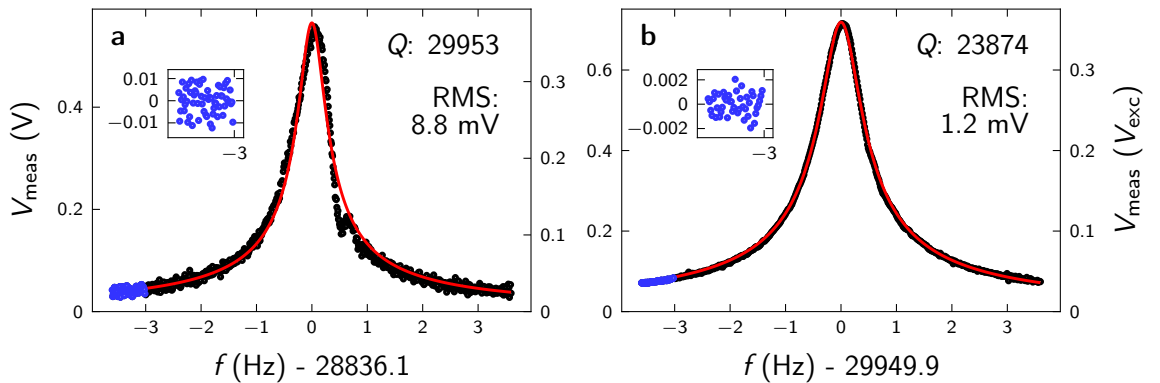 a
Q: 29953
RMS:
8.8 mV
0.01
0
−0.01
−3
V_meas (V)
0.4
0.2
0
0.3
0.2
0.1
0
−3 −2 −1 0 1 2 3
f (Hz) - 28836.1
b
Q: 23874
RMS:
1.2 mV
0.002
0
−0.002
−3
0.6
0.4
0.2
0
0.3
0.2
0.1
0
V_meas (V_exc)
−3 −2 −1 0 1 2 3
f (Hz) - 29949.9